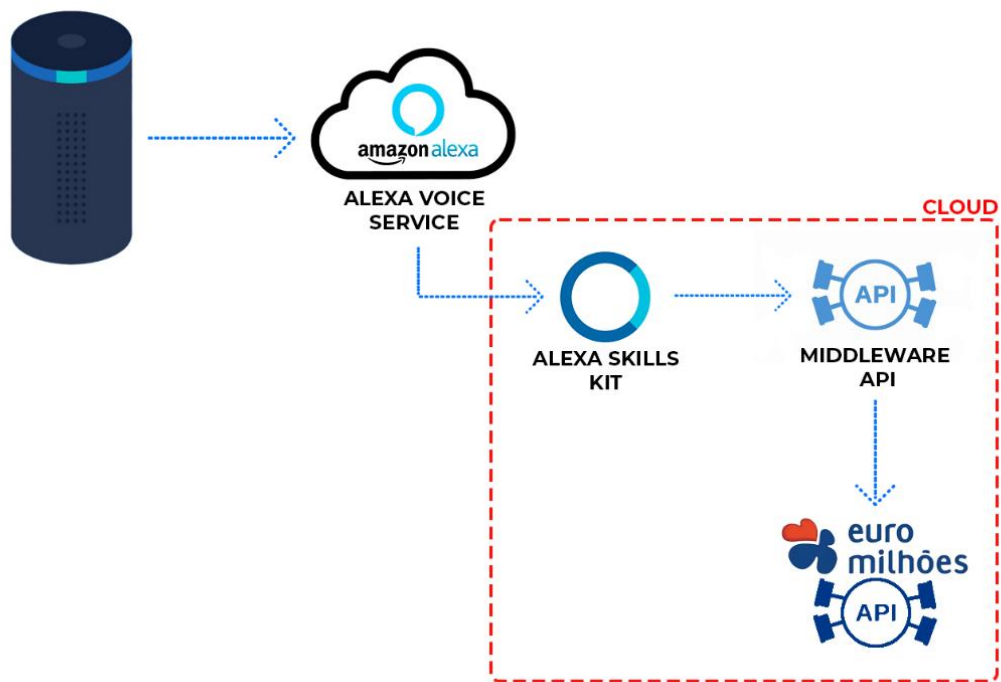 amazon alexa
ALEXA VOICE
SERVICE
CLOUD
API
ALEXA SKILLS
KIT
MIDDLEWARE
API
euro
milhões
API